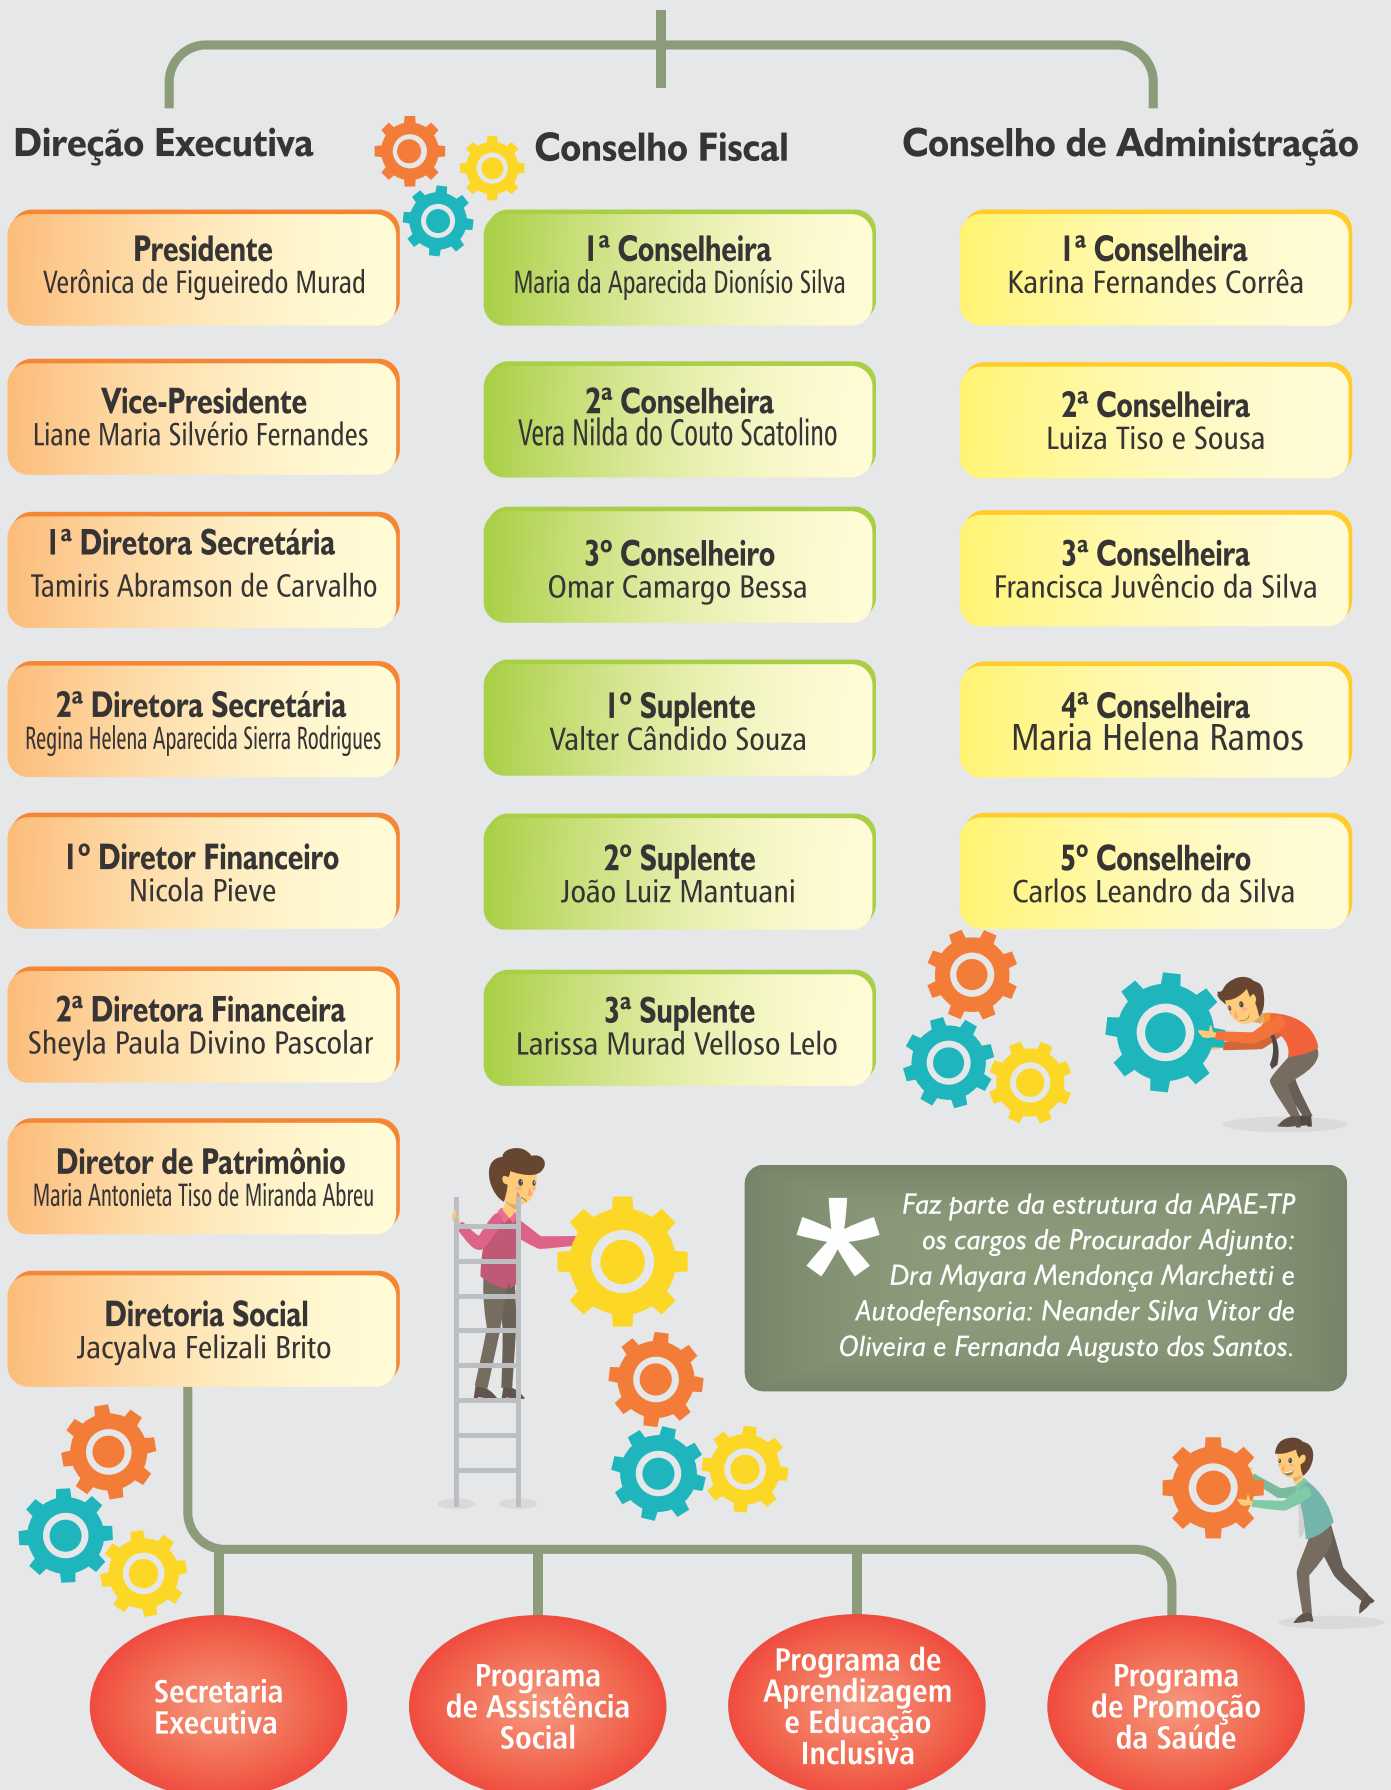 Direção Executiva
Presidente
Verônica de Figueiredo Murad
Vice-Presidente
Liane Maria Silvério Fernandes
1ª Diretora Secretária
Tamiris Abramson de Carvalho
2ª Diretora Secretária
Regina Helena Aparecida Sierra Rodrigues
1º Diretor Financeiro
Nicola Pieve
2ª Diretora Financeira
Sheyla Paula Divino Pascolar
Diretor de Patrimônio
Maria Antonieta Tiso de Miranda Abreu
Diretoria Social
Jacyalva Felizali Brito
Conselho Fiscal
1ª Conselheira
Maria da Aparecida Dionísio Silva
2ª Conselheira
Vera Nilda do Couto Scatolino
3º Conselheiro
Omar Camargo Bessa
1º Suplente
Valter Cândido Souza
2º Suplente
João Luiz Mantuani
3ª Suplente
Larissa Murad Velloso Lelo
Conselho de Administração
1ª Conselheira
Karina Fernandes Corrêa
2ª Conselheira
Luiza Tiso e Sousa
3ª Conselheira
Francisca Juvêncio da Silva
4ª Conselheira
Maria Helena Ramos
5º Conselheiro
Carlos Leandro da Silva
* Faz parte da estrutura da APAE-TP
os cargos de Procurador Adjunto:
Dra Mayara Mendonça Marchetti e
Autodefensoria: Neander Silva Vitor de
Oliveira e Fernanda Augusto dos Santos.
Secretaria
Executiva
Programa
de Assistência
Social
Programa de
Aprendizagem
e Educação
Inclusiva
Programa
de Promoção
da Saúde